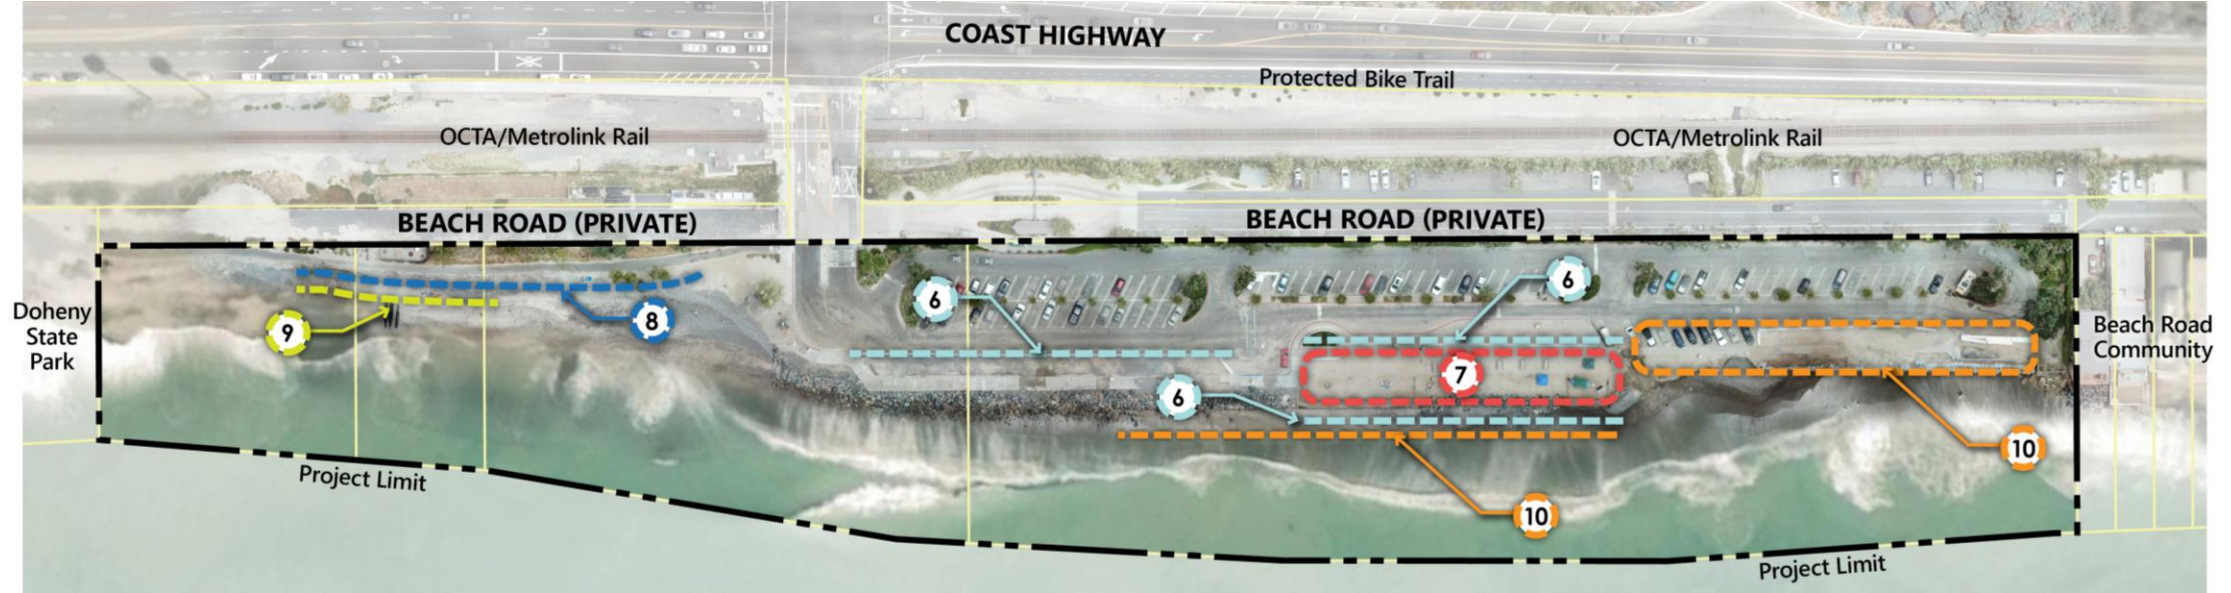 COAST HIGHWAY
Protected Bike Trail
OCTA/Metrolink Rail
OCTA/Metrolink Rail
BEACH ROAD (PRIVATE)
BEACH ROAD (PRIVATE)
6
6
Doheny
State
Park
9
8
Beach Road
Community
7
6
10
10
Project Limit
Project Limit